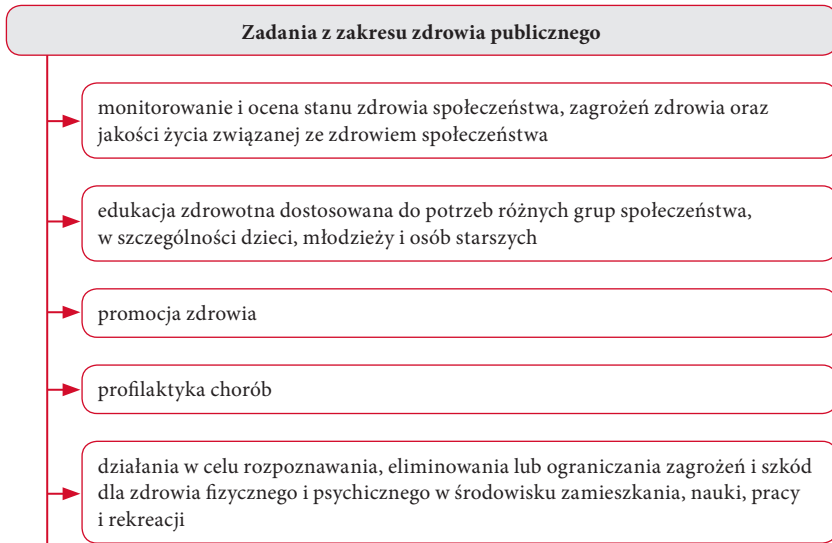 Zadania z zakresu zdrowia publicznego
monitorowanie i ocena stanu zdrowia społeczeństwa, zagrożeń zdrowia oraz
jakości życia związanej ze zdrowiem społeczeństwa
edukacja zdrowotna dostosowana do potrzeb różnych grup społeczeństwa,
w szczególności dzieci, młodzieży i osób starszych
promocja zdrowia
profilaktyka chorób
działania w celu rozpoznawania, eliminowania lub ograniczania zagrożeń i szkód
dla zdrowia fizycznego i psychicznego w środowisku zamieszkania, nauki, pracy
i rekreacji